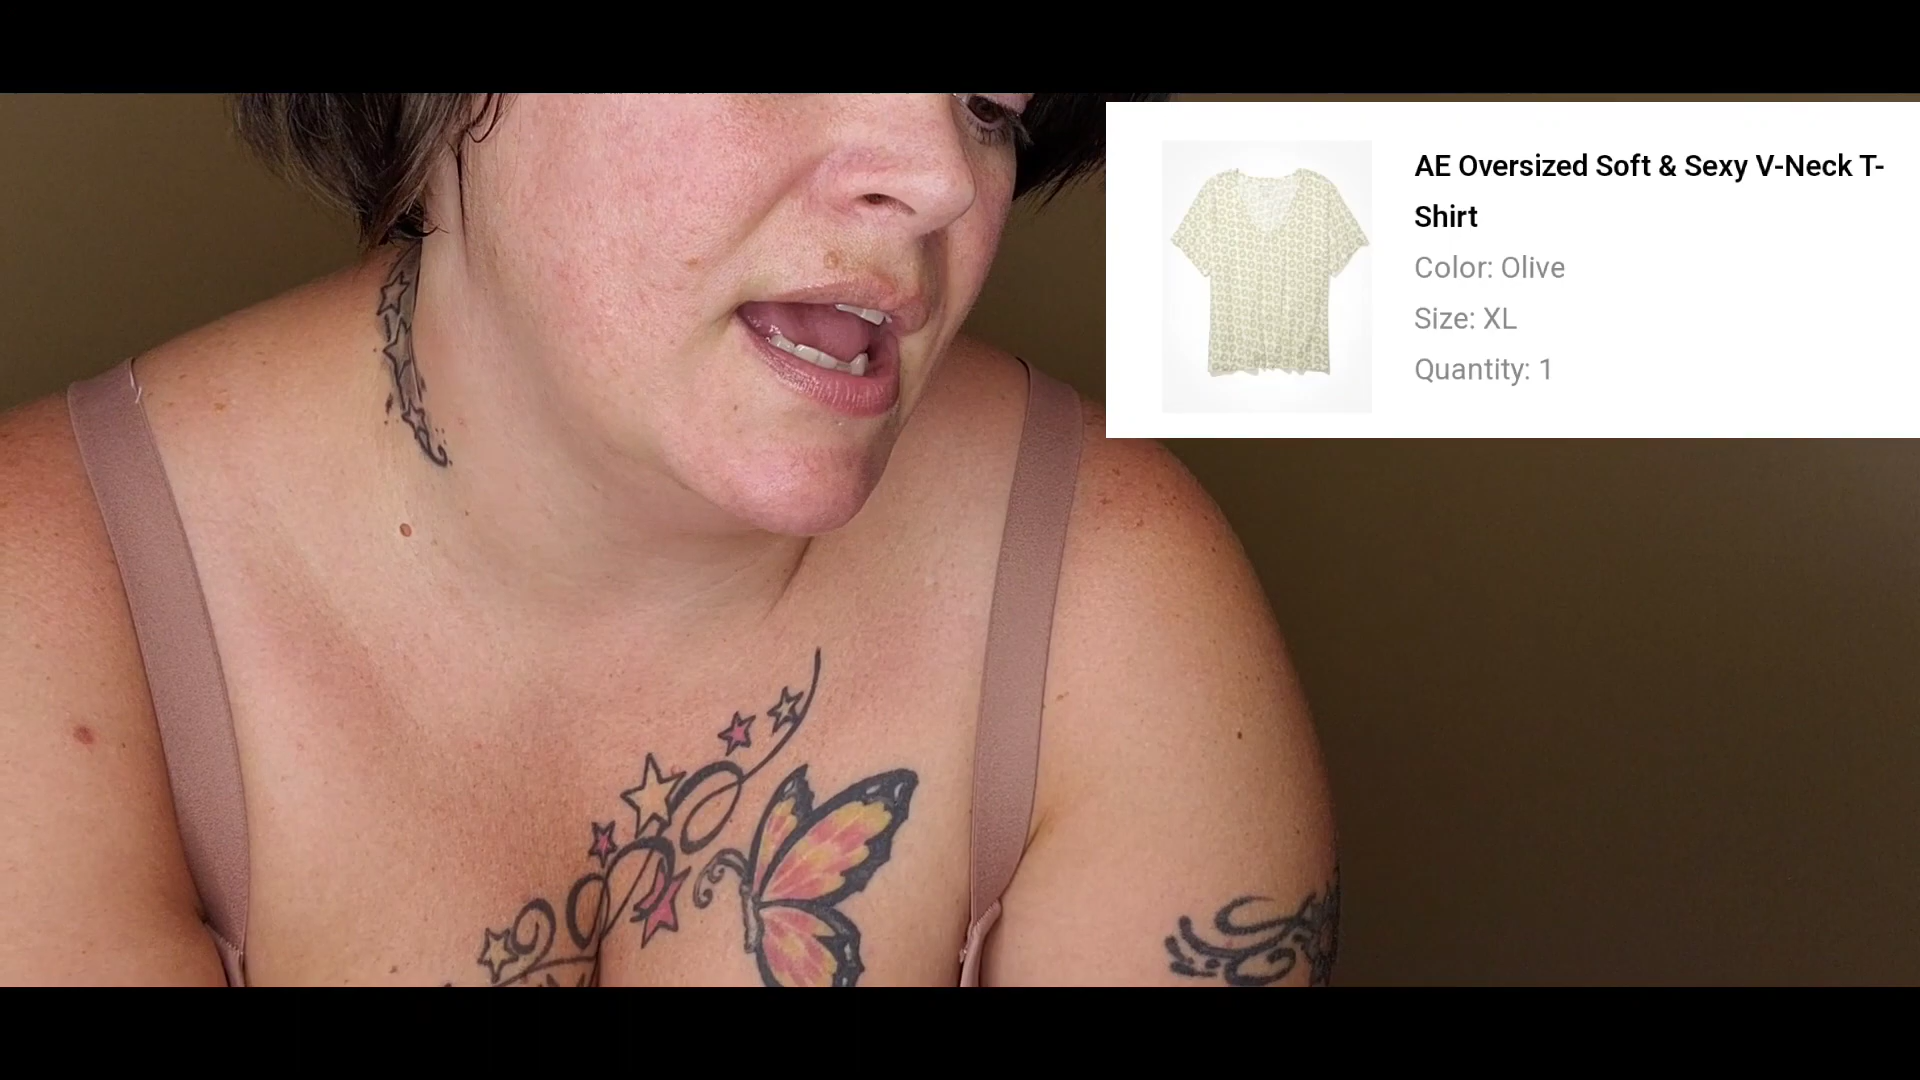 AE Oversized Soft & Sexy V-Neck T-
Shirt
Color: Olive
Size: XL
Quantity: 1